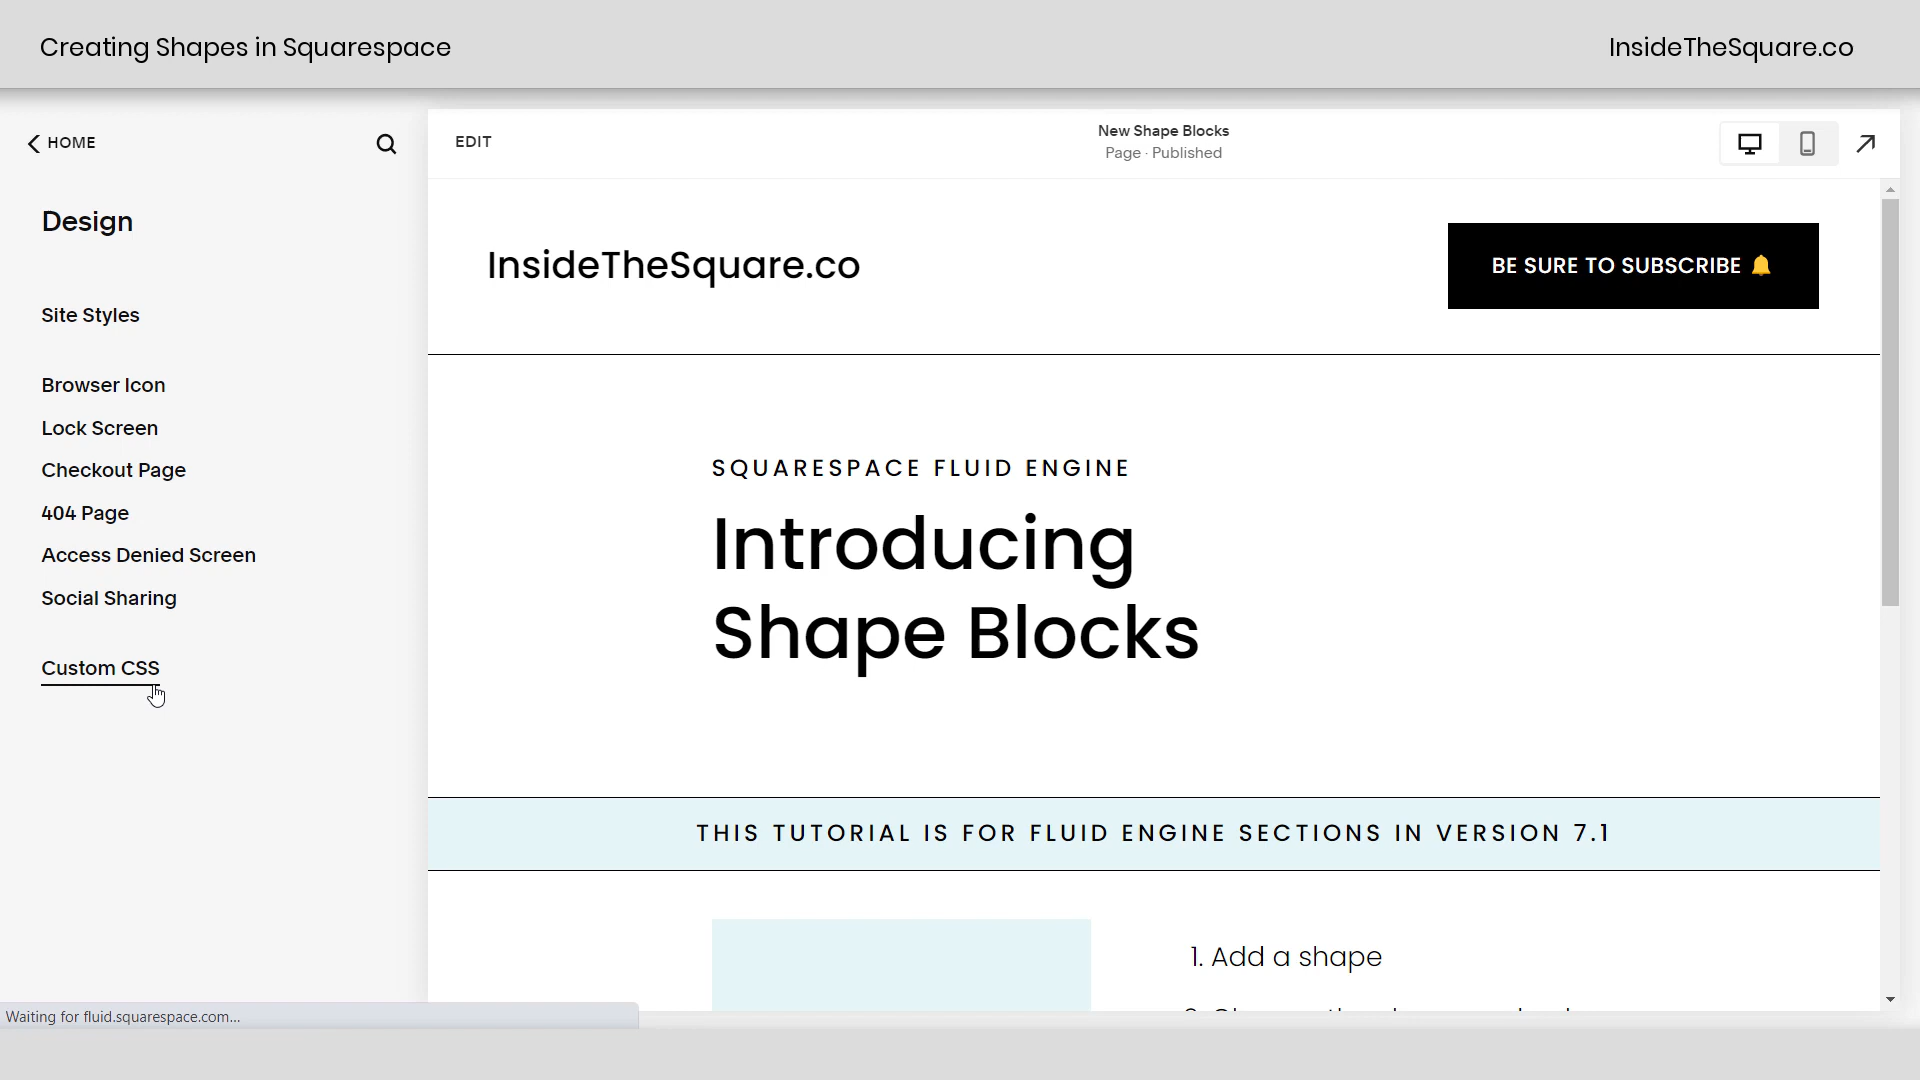 Creating Shapes in Squarespace
InsideTheSquare.co
HOME
Design
Site Styles
Browser Icon
Lock Screen
Checkout Page
404 Page
Access Denied Screen
Social Sharing
Custom CSS
EDIT
New Shape Blocks
Page · Published
InsideTheSquare.co
BE SURE TO SUBSCRIBE 🔔
SQUARESPACE FLUID ENGINE
Introducing
Shape Blocks
THIS TUTORIAL IS FOR FLUID ENGINE SECTIONS IN VERSION 7.1
1. Add a shape
Waiting for fluid.squarespace.com...